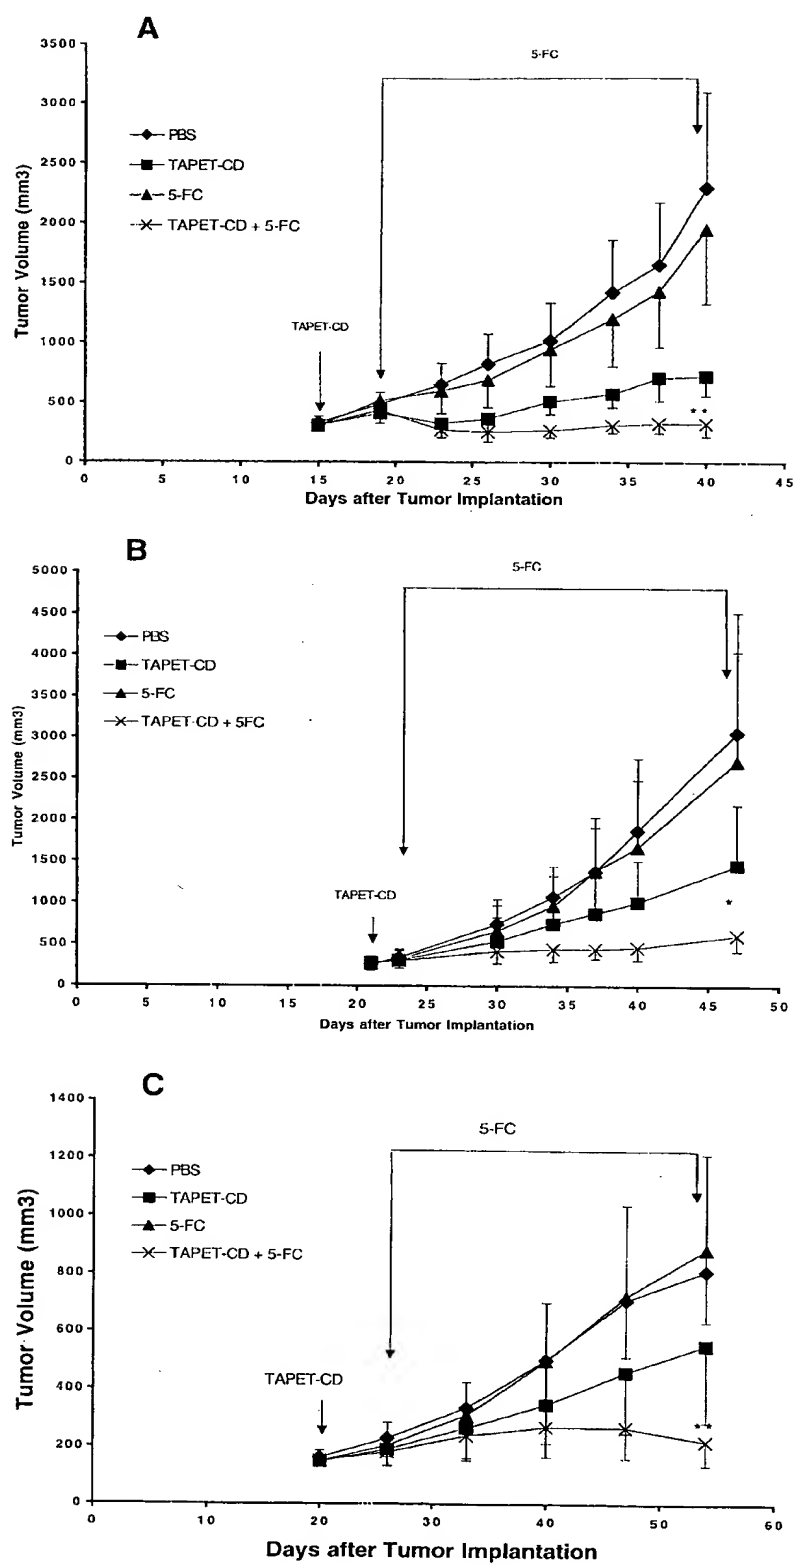 A
3500
5-FC
3000
PBS
2500
TAPET-CD
5-FC
2000
TAPET-CD + 5-FC
1500
TAPET-CD
1000
500
* *
0
0 5 10 15 20 25 30 35 40 45
Tumor Volume (mm3)
Days after Tumor Implantation
B
5000
5-FC
4500
PBS
4000
TAPET-CD
3500
5-FC
TAPET-CD + 5FC
3000
2500
2000
1500
TAPET-CD
1000
*
500
0
0 5 10 15 20 25 30 35 40 45 50
Tumor Volume (mm3)
Days after Tumor Implantation
C
1400
5-FC
1200
PBS
TAPET-CD
1000
5-FC
TAPET-CD + 5-FC
800
600
400
TAPET-CD
* *
200
0
0 10 20 30 40 50 60
Tumor Volume (mm3)
Days after Tumor Implantation